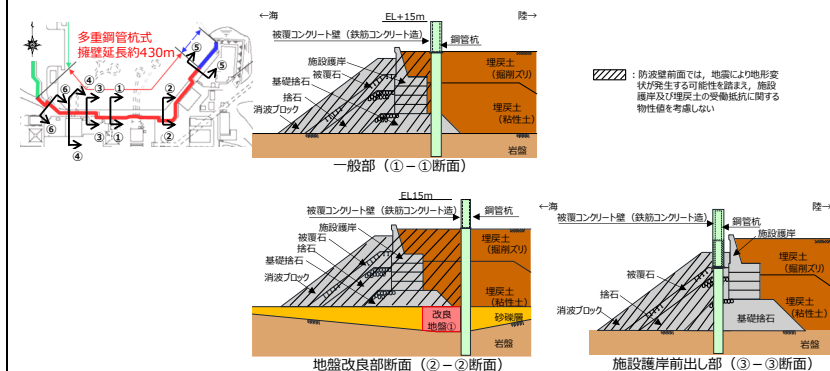 多重鋼管杭式
擁壁延長約430m
⑤
⑤
④
⑥
③
①
②
⑥
③
①
②
④
←海
EL+15m
陸→
被覆コンクリート壁（鉄筋コンクリート造）
鋼管杭
施設護岸
被覆石
基礎捨石
捨石
消波ブロック
埋戻土
（掘削ズリ）
埋戻土
（粘性土）
岩盤
一般部（①－①断面）
：防波壁前面では，地震により地形変
状が発生する可能性を踏まえ，施設
護岸及び埋戻土の受働抵抗に関する
物性値を考慮しない
EL15m
被覆コンクリート壁（鉄筋コンクリート造）
鋼管杭
施設護岸
被覆石
捨石
基礎捨石
消波ブロック
埋戻土
（掘削ズリ）
埋戻土
（粘性土）
改良
地盤①
砂礫層
岩盤
地盤改良部断面（②－②断面）
←海
陸→
被覆コンクリート壁（鉄筋コンクリート造）
鋼管杭
施設護岸
被覆石
捨石
消波ブロック
埋戻土
（掘削ズリ）
埋戻土
（粘性土）
基礎捨石
岩盤
施設護岸前出し部（③－③断面）